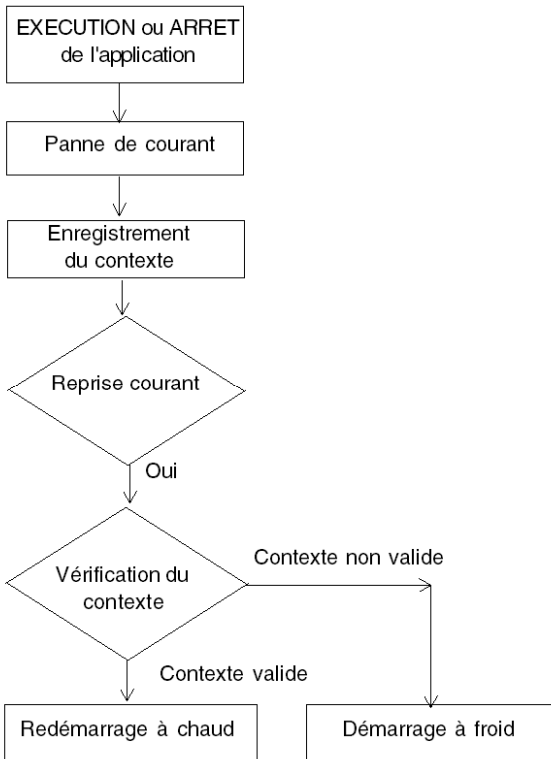 EXECUTION ou ARRET
de l'application
Panne de courant
Enregistrement
du contexte
Reprise courant
Oui
Contexte non valide
Vérification du
contexte
Contexte valide
Redémarrage à chaud
Démarrage à froid